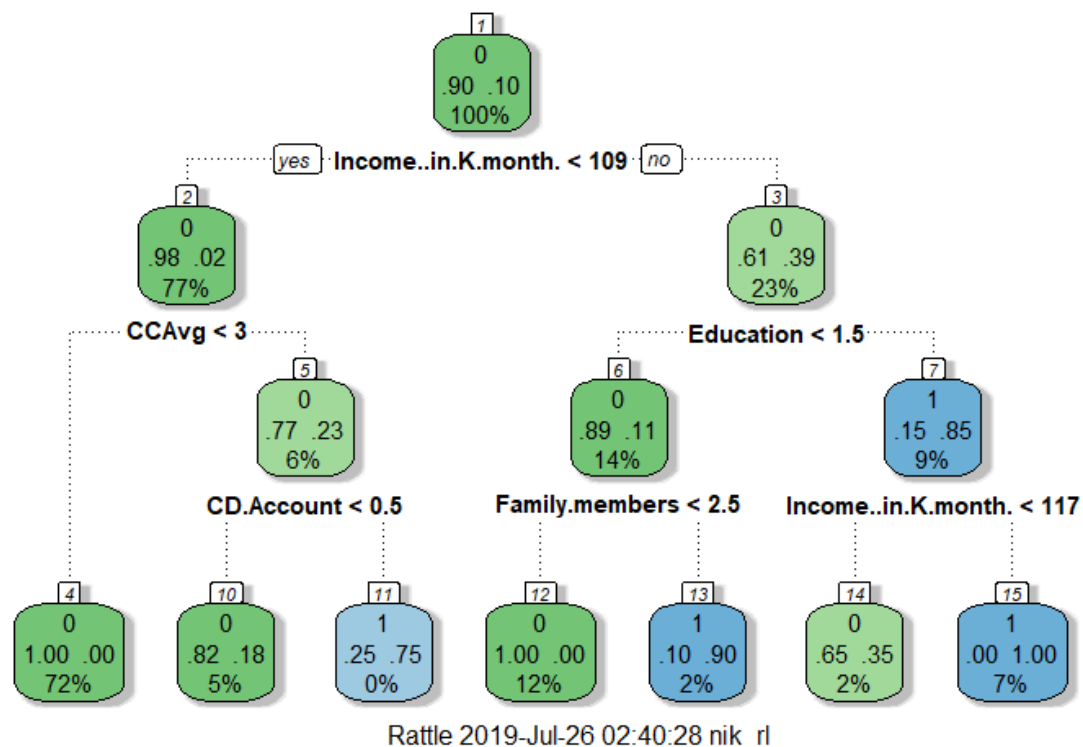 1
0
.90 .10
100%
yes Income..in.K.month. < 109 no
2 3
0 0
.98 .02 .61 .39
77% 23%
CCAvg < 3 Education < 1.5
5 6 7
0 0 1
.77 .23 .89 .11 .15 .85
6% 14% 9%
CD.Account < 0.5 Family.members < 2.5 Income..in.K.month. < 117
4 10 11 12 13 14 15
0 0 1 0 1 0 1
1.00 .00 .82 .18 .25 .75 1.00 .00 .10 .90 .65 .35 .00 1.00
72% 5% 0% 12% 2% 2% 7%
Rattle 2019-Jul-26 02:40:28 nik_rl